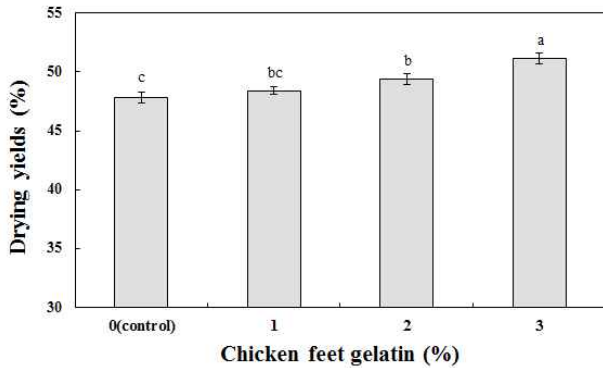 55
50
45
40
35
30
Drying yields (%)
c
bc
b
a
0(control)
1
2
3
Chicken feet gelatin (%)